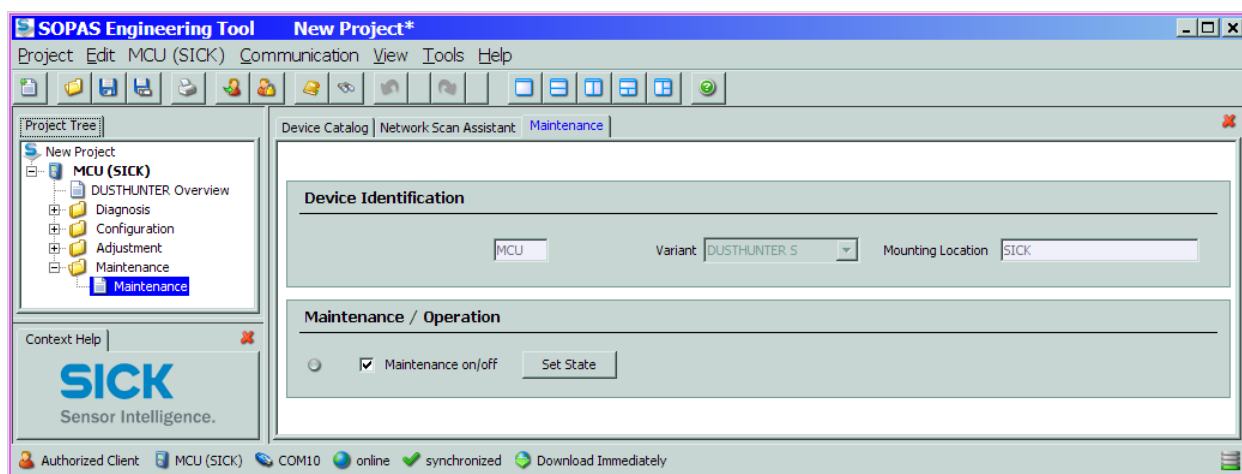 SOPAS Engineering Tool New Project*
Project Edit MCU (SICK) Communication View Tools Help
Project Tree
New Project
MCU (SICK)
DUSTHUNTER Overview
Diagnosis
Configuration
Adjustment
Maintenance
Maintenance
Context Help
SICK
Sensor Intelligence.
Device Catalog Network Scan Assistant Maintenance
Device Identification
MCU Variant DUSTHUNTER S Mounting Location SICK
Maintenance / Operation
Maintenance on/off Set State
Authorized Client MCU (SICK) COM10 online synchronized Download Immediately